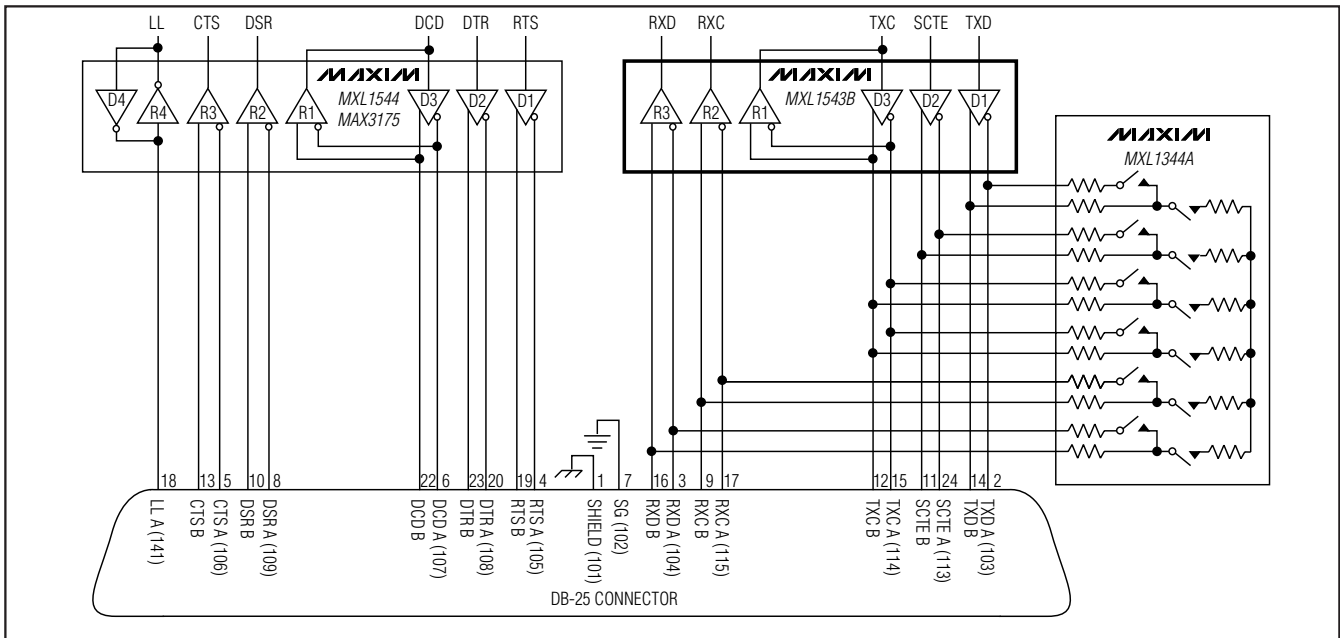 LL CTS DSR DCD DTR RTS RXD RXC TXC SCTE TXD
MAXIM
MXL1544
MAX3175
D4 R4 R3 R2 R1 D3 D2 D1
MAXIM
MXL1543B
R3 R2 R1 D3 D2 D1
MAXIM
MXL1344A
18 13 5 10 8 22 6 23 20 19 4 1 7 16 3 9 17 12 15 11 24 14 2
LL A (141)
CTS B
CTS A (106)
DSR B
DSR A (109)
DCD B
DCD A (107)
DTR B
DTR A (108)
RTS B
RTS A (105)
SHIELD (101)
SG (102)
RXD B
RXD A (104)
RXC B
RXC A (115)
TXC B
TXC A (114)
SCTE B
SCTE A (113)
TXD B
TXD A (103)
DB-25 CONNECTOR